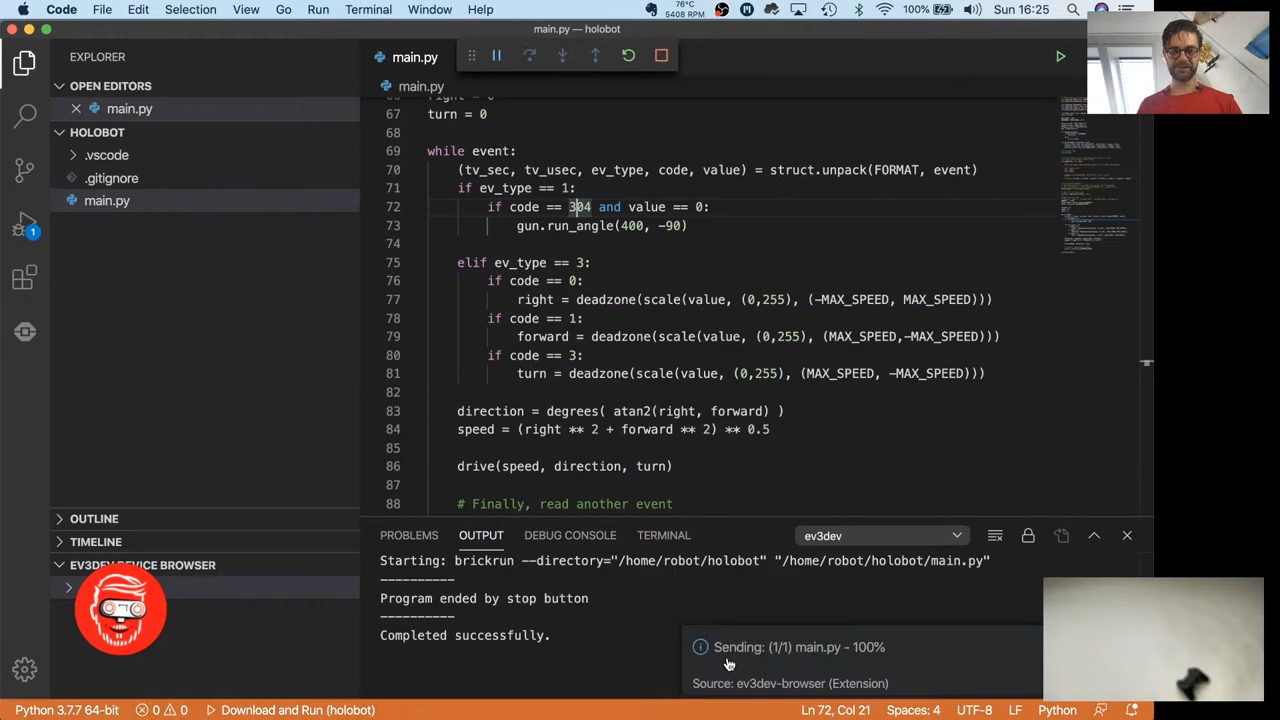 Code File Edit Selection View Go Run Terminal Window Help
76°C
5408 RPM
100%
Sun 16:25
main.py — holobot
EXPLORER
OPEN EDITORS
main.py
HOLOBOT
.vscode
.gitignore
main.py
1
OUTLINE
TIMELINE
EV3DEV DEVICE BROWSER
main.py
main.py
67 turn = 0
68
69 while event:
70 (tv_sec, tv_usec, ev_type, code, value) = struct.unpack(FORMAT, event)
71 if ev_type == 1:
72 if code == 304 and value == 0:
73 gun.run_angle(400, -90)
74
75 elif ev_type == 3:
76 if code == 0:
77 right = deadzone(scale(value, (0,255), (-MAX_SPEED, MAX_SPEED)))
78 if code == 1:
79 forward = deadzone(scale(value, (0,255), (MAX_SPEED,-MAX_SPEED)))
80 if code == 3:
81 turn = deadzone(scale(value, (0,255), (MAX_SPEED, -MAX_SPEED)))
82
83 direction = degrees( atan2(right, forward) )
84 speed = (right ** 2 + forward ** 2) ** 0.5
85
86 drive(speed, direction, turn)
87
88 # Finally, read another event
PROBLEMS OUTPUT DEBUG CONSOLE TERMINAL
ev3dev
Starting: brickrun --directory="/home/robot/holobot" "/home/robot/holobot/main.py"
----------
Program ended by stop button
----------
Completed successfully.
Sending: (1/1) main.py - 100%
Source: ev3dev-browser (Extension)
Python 3.7.7 64-bit 0 0 Download and Run (holobot) Ln 72, Col 21 Spaces: 4 UTF-8 LF Python